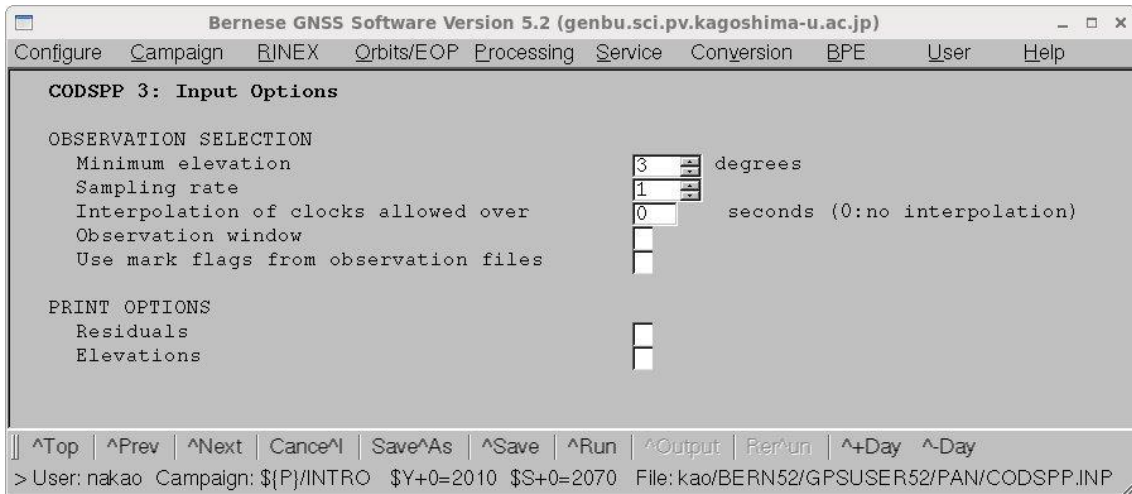 Bernese GNSS Software Version 5.2 (genbu.sci.pv.kagoshima-u.ac.jp)
Configure Campaign RINEX Orbits/EOP Processing Service Conversion BPE User Help
CODSPP 3: Input Options
OBSERVATION SELECTION
Minimum elevation 3 degrees
Sampling rate 1
Interpolation of clocks allowed over 0 seconds (0:no interpolation)
Observation window
Use mark flags from observation files
PRINT OPTIONS
Residuals
Elevations
^Top | ^Prev | ^Next | Cance^l | Save^As | ^Save | ^Run | ^Output | Rer^un | ^+Day ^-Day
> User: nakao Campaign: ${P}/INTRO $Y+0=2010 $S+0=2070 File: kao/BERN52/GPSUSER52/PAN/CODSPP.INP